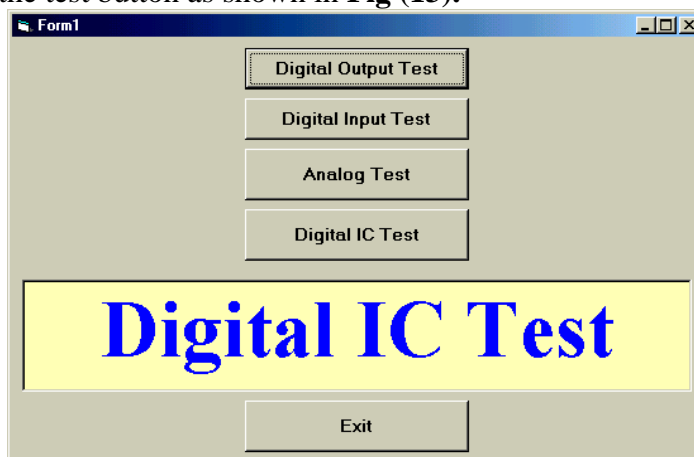 the test button as shown in Fig (15).
Form1
Digital Output Test
Digital Input Test
Analog Test
Digital IC Test
Digital IC Test
Exit